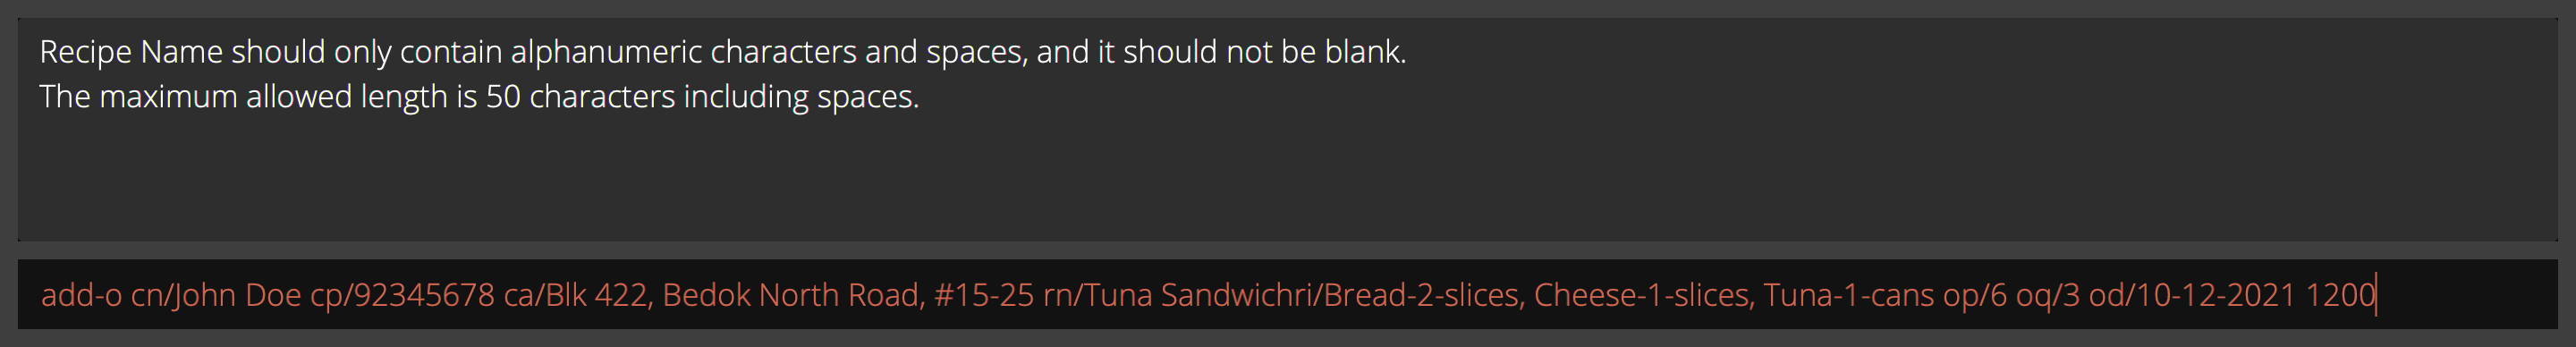 Recipe Name should only contain alphanumeric characters and spaces, and it should not be blank.
The maximum allowed length is 50 characters including spaces.
add-o cn/John Doe cp/92345678 ca/Blk 422, Bedok North Road, #15-25 rn/Tuna Sandwichri/Bread-2-slices, Cheese-1-slices, Tuna-1-cans op/6 oq/3 od/10-12-2021 1200